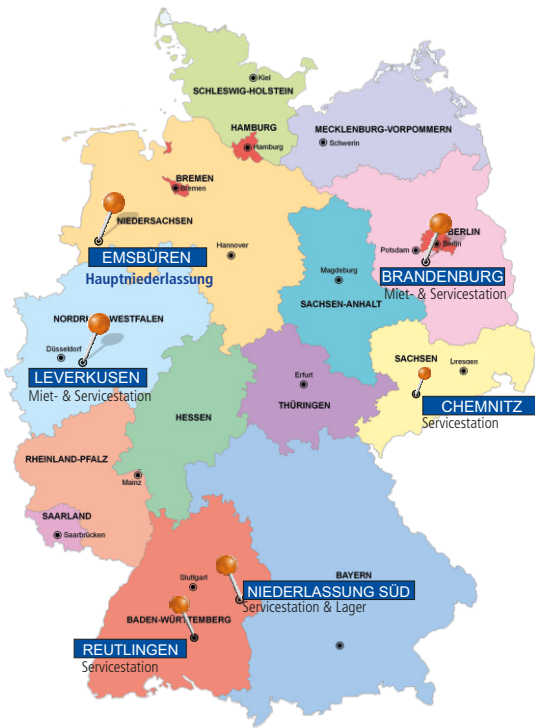 Kiel
SCHLESWIG-HOLSTEIN
HAMBURG
Hamburg
MECKLENBURG-VORPOMMERN
Schwerin
BREMEN
Bremen
NIEDERSACHSEN
EMSBÜREN
Hauptniederlassung
Hannover
BERLIN
Berlin
Potsdam
BRANDENBURG
Miet- & Servicestation
Magdeburg
SACHSEN-ANHALT
NORDRHEIN-WESTFALEN
Düsseldorf
LEVERKUSEN
Miet- & Servicestation
SACHSEN
Dresden
CHEMNITZ
Servicestation
Erfurt
THÜRINGEN
HESSEN
RHEINLAND-PFALZ
Mainz
SAARLAND
Saarbrücken
Stuttgart
BAYERN
NIEDERLASSUNG SÜD
Servicestation & Lager
BADEN-WÜRTTEMBERG
REUTLINGEN
Servicestation